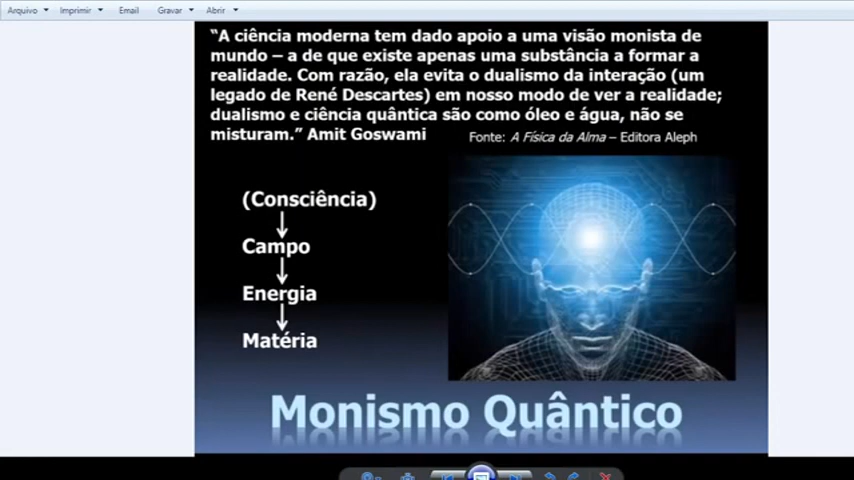 Arquivo Imprimir Email Gravar Abrir
"A ciência moderna tem dado apoio a uma visão monista de
mundo – a de que existe apenas uma substância a formar a
realidade. Com razão, ela evita o dualismo da interação (um
legado de René Descartes) em nosso modo de ver a realidade;
dualismo e ciência quântica são como óleo e água, não se
misturam." Amit Goswami
Fonte: A Física da Alma – Editora Aleph
(Consciência)
Campo
Energia
Matéria
Monismo Quântico